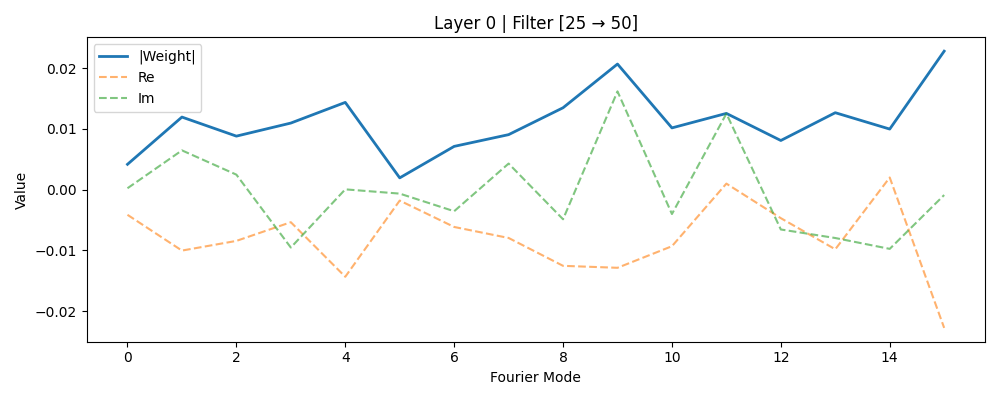 Layer 0 | Filter [25 → 50]
|Weight|
Re
Im
0.02
0.01
0.00
−0.01
−0.02
Value
0 2 4 6 8 10 12 14
Fourier Mode